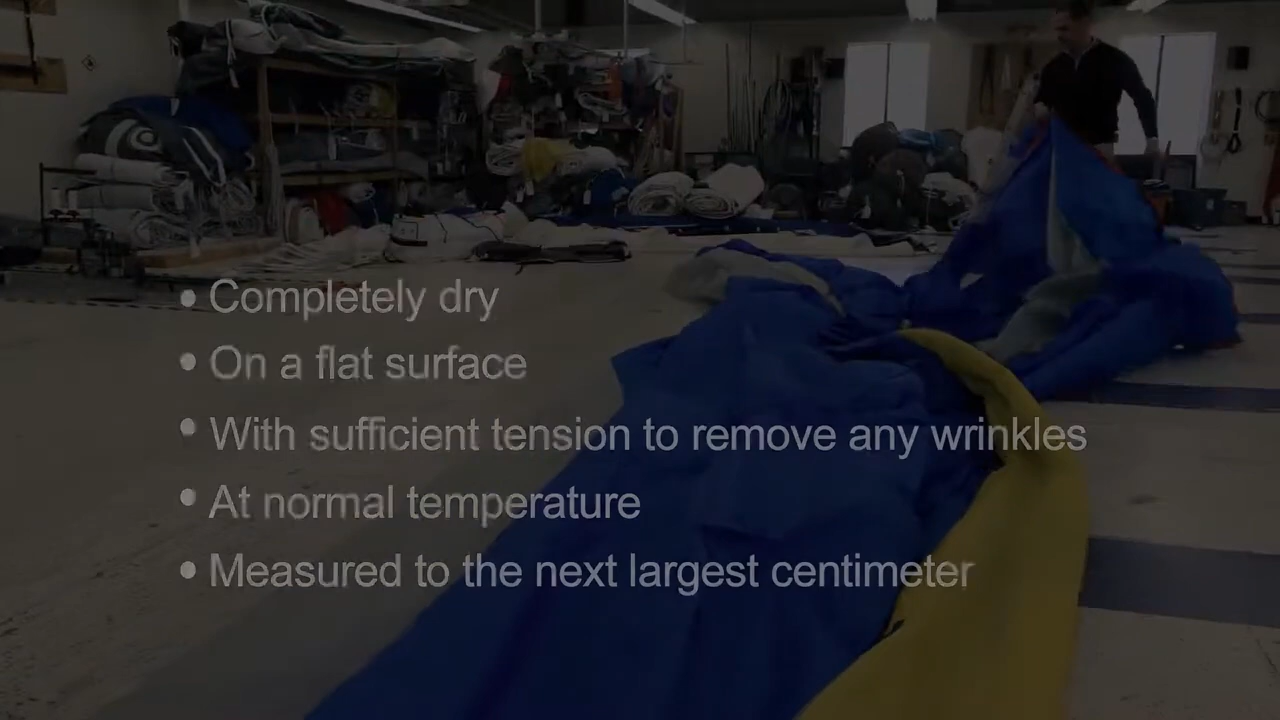 • Completely dry
• On a flat surface
• With sufficient tension to remove any wrinkles
• At normal temperature
• Measured to the next largest centimeter